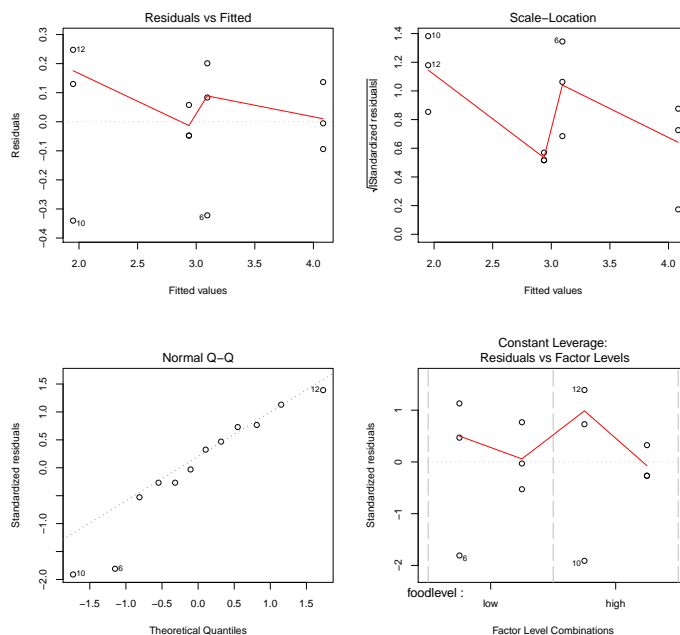 Residuals vs Fitted
Residuals
0.3
0.2
0.1
0.0
−0.1
−0.2
−0.3
−0.4
12
10
6
2.0 2.5 3.0 3.5 4.0
Fitted values
Scale−Location
√|Standardized residuals|
1.4
1.2
1.0
0.8
0.6
0.4
0.2
0.0
10
12
6
2.0 2.5 3.0 3.5 4.0
Fitted values
Normal Q−Q
Standardized residuals
1.5
1.0
0.5
0.0
−1.0
−2.0
12
10
6
−1.5 −1.0 −0.5 0.0 0.5 1.0 1.5
Theoretical Quantiles
Constant Leverage:
Residuals vs Factor Levels
Standardized residuals
1
0
−1
−2
12
6
10
foodlevel :
low high
Factor Level Combinations